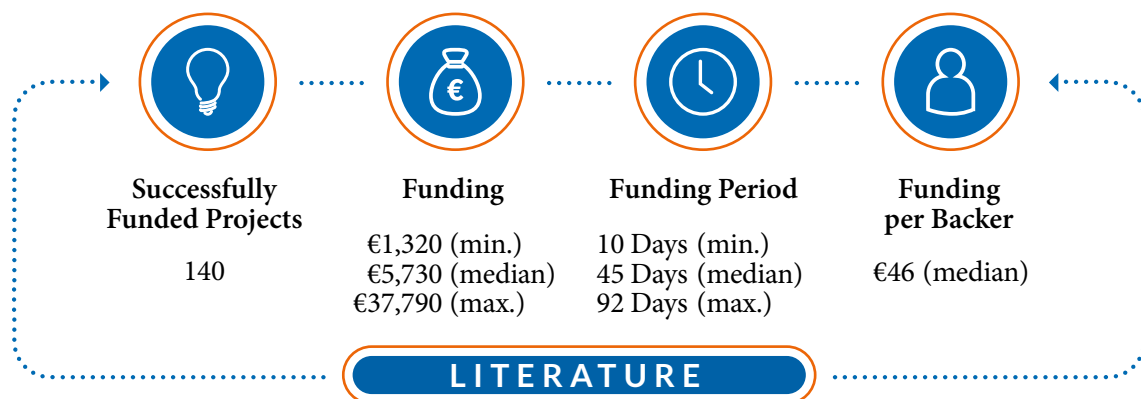 €
Successfully
Funded Projects
140
Funding
€1,320 (min.)
€5,730 (median)
€37,790 (max.)
Funding Period
10 Days (min.)
45 Days (median)
92 Days (max.)
Funding
per Backer
€46 (median)
LITERATURE